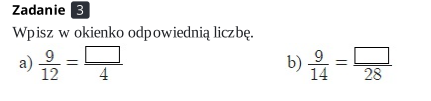 Zadanie 3
Wpisz w okienko odpowiednią liczbę.
a) 9/12 = □/4 b) 9/14 = □/28